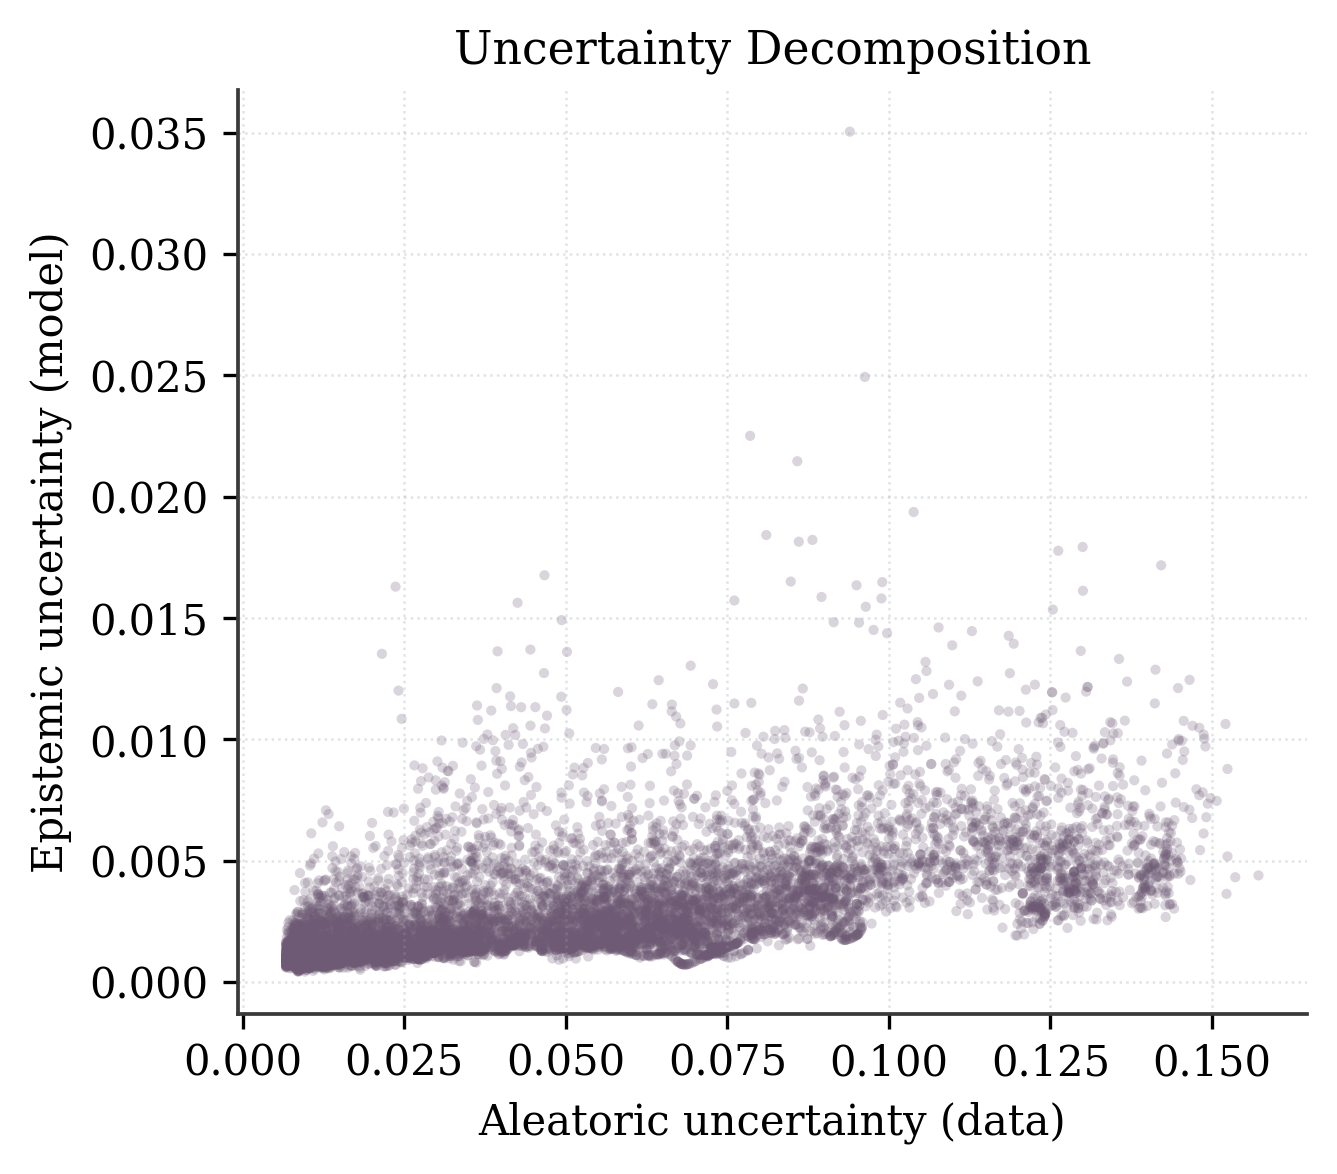 Uncertainty Decomposition
Epistemic uncertainty (model)
0.035
0.030
0.025
0.020
0.015
0.010
0.005
0.000
0.000 0.025 0.050 0.075 0.100 0.125 0.150
Aleatoric uncertainty (data)